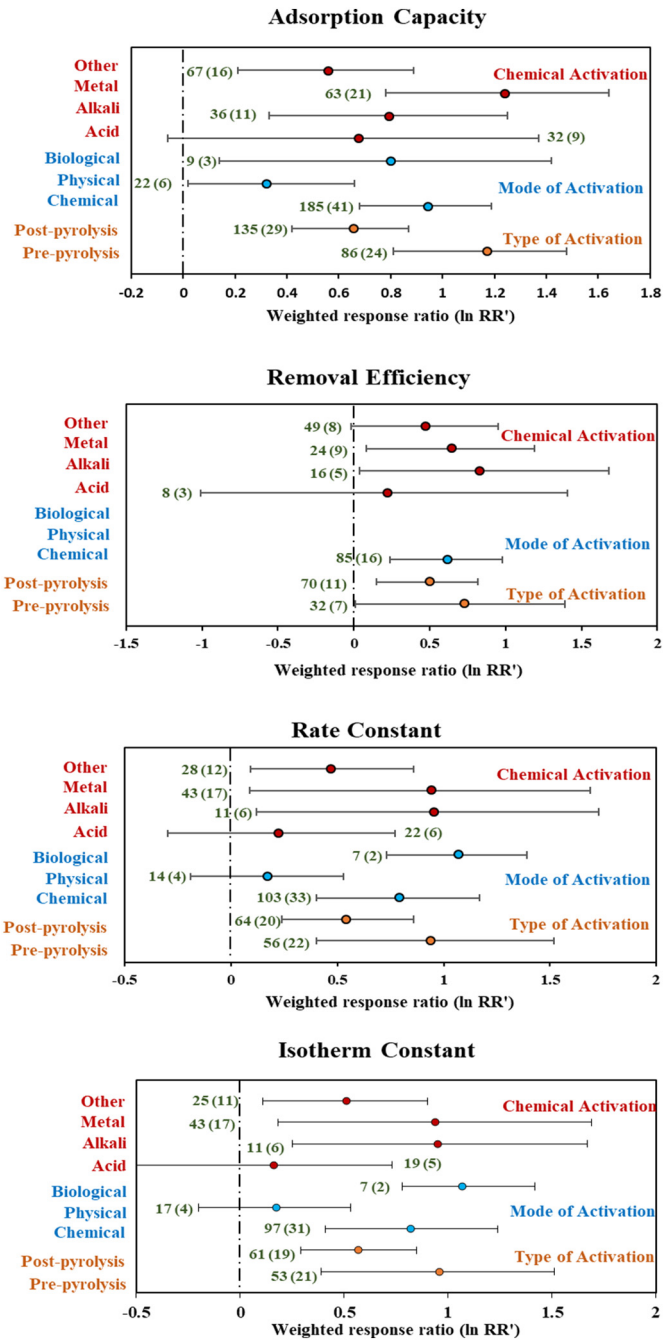 Adsorption Capacity
Other 67 (16) Chemical Activation
Metal 63 (21)
Alkali 36 (11)
Acid 32 (9)
Biological 9 (3)
Physical 22 (6) Mode of Activation
Chemical 185 (41)
Post-pyrolysis 135 (29) Type of Activation
Pre-pyrolysis 86 (24)
-0.2 0 0.2 0.4 0.6 0.8 1 1.2 1.4 1.6 1.8
Weighted response ratio (ln RR')
Removal Efficiency
Other 49 (8) Chemical Activation
Metal 24 (9)
Alkali 16 (5)
Acid 8 (3)
Biological
Physical Mode of Activation
Chemical 85 (16)
Post-pyrolysis 70 (11) Type of Activation
Pre-pyrolysis 32 (7)
-1.5 -1 -0.5 0 0.5 1 1.5 2
Weighted response ratio (ln RR')
Rate Constant
Other 28 (12) Chemical Activation
Metal 43 (17)
Alkali 11 (6)
Acid 22 (6)
Biological 7 (2)
Physical 14 (4) Mode of Activation
Chemical 103 (33)
Post-pyrolysis 64 (20) Type of Activation
Pre-pyrolysis 56 (22)
-0.5 0 0.5 1 1.5 2
Weighted response ratio (ln RR')
Isotherm Constant
Other 25 (11) Chemical Activation
Metal 43 (17)
Alkali 11 (6)
Acid 19 (5)
Biological 7 (2)
Physical 17 (4) Mode of Activation
Chemical 97 (31)
Post-pyrolysis 61 (19) Type of Activation
Pre-pyrolysis 53 (21)
-0.5 0 0.5 1 1.5 2
Weighted response ratio (ln RR')